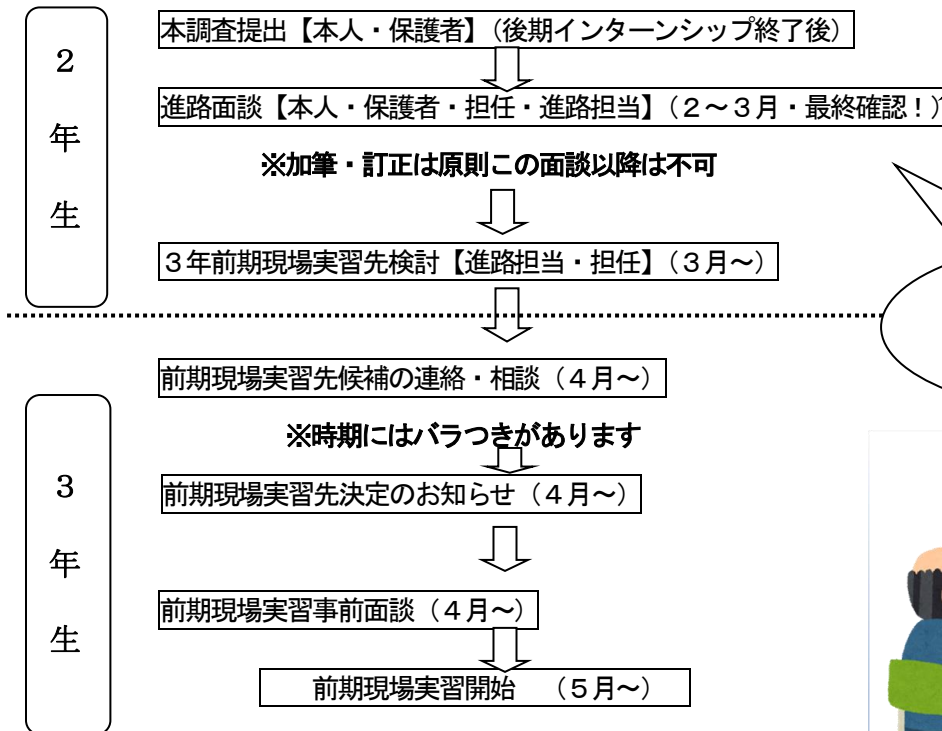 2年生
本調査提出【本人・保護者】（後期インターンシップ終了後）
進路面談【本人・保護者・担任・進路担当】（２～３月・最終確認！）
※加筆・訂正は原則この面談以降は不可
３年前期現場実習先検討【進路担当・担任】（３月～）
3年生
前期現場実習先候補の連絡・相談（４月～）
※時期にはバラつきがあります
前期現場実習先決定のお知らせ（４月～）
前期現場実習事前面談（４月～）
前期現場実習開始　（５月～）